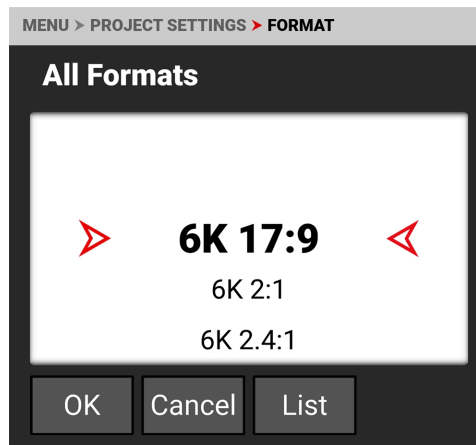 MENU > PROJECT SETTINGS > FORMAT
All Formats
6K 17:9
6K 2:1
6K 2.4:1
OK Cancel List